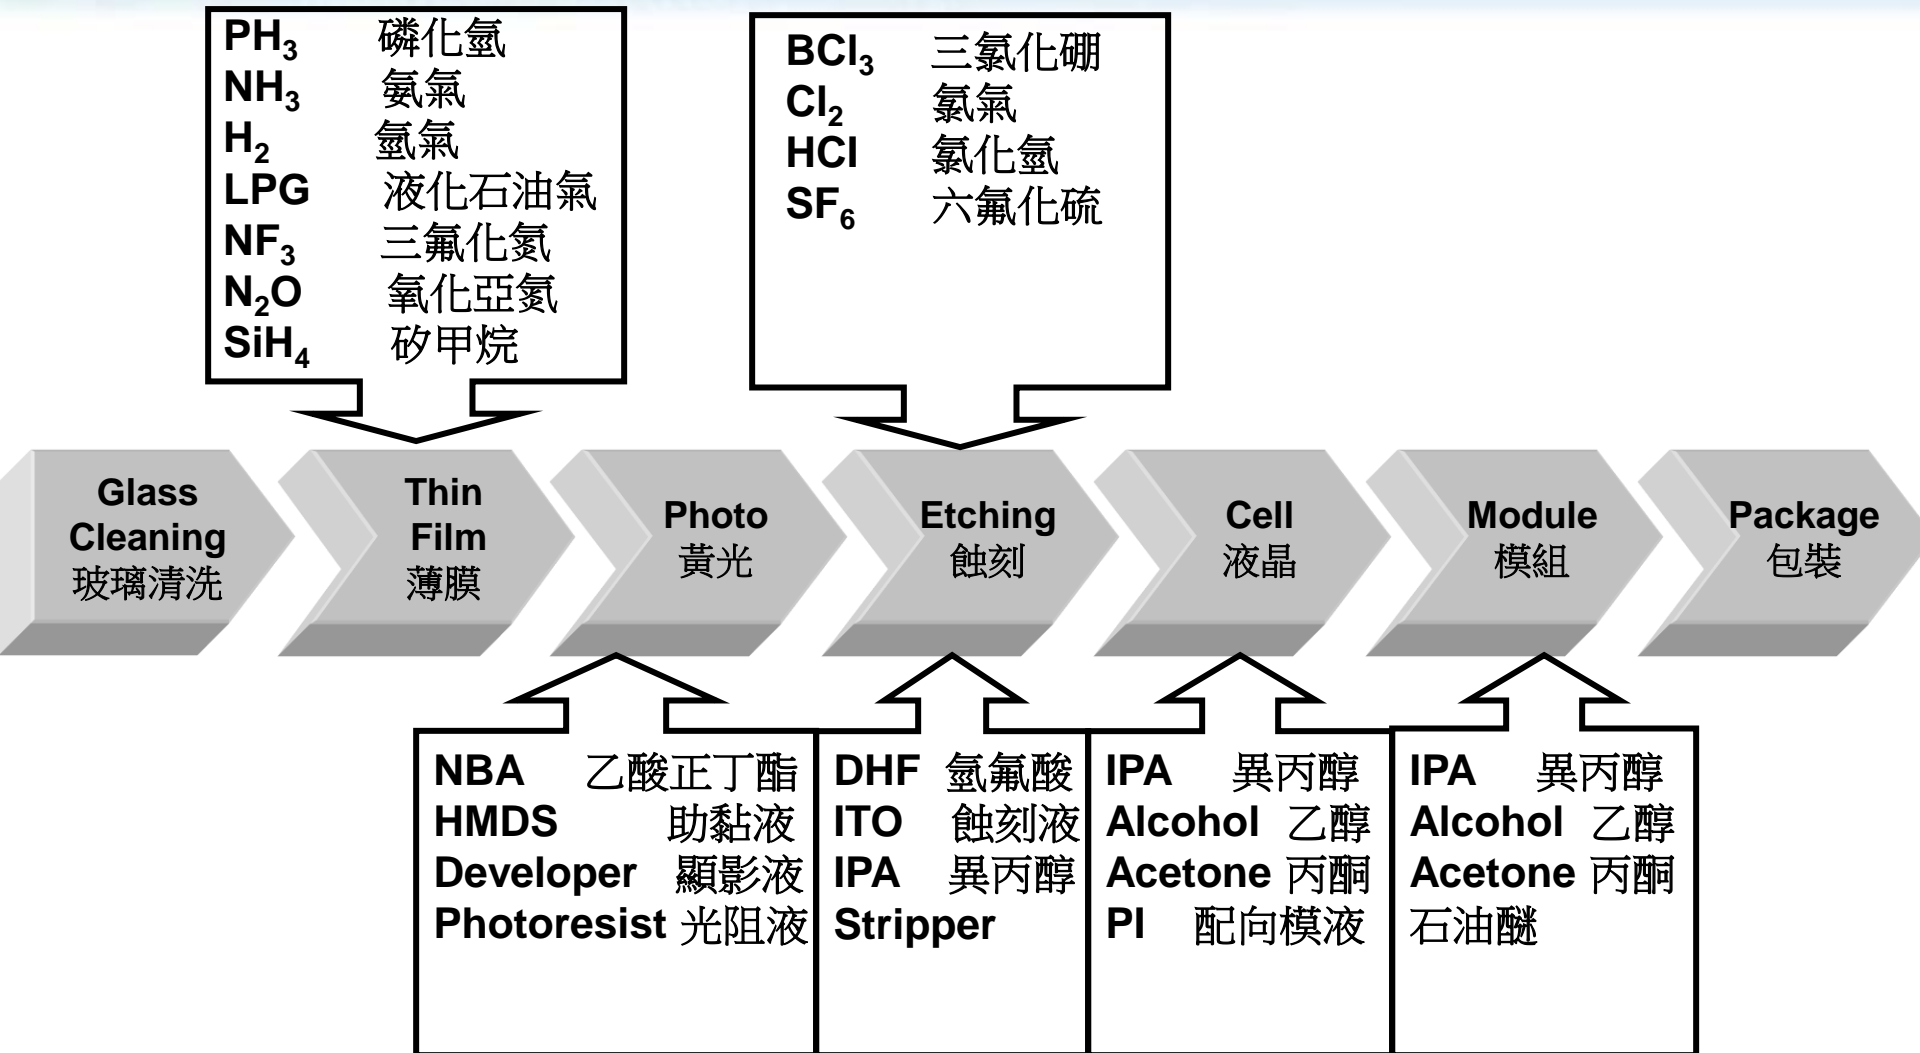 PH₃ 磷化氫
NH₃ 氨氣
H₂ 氫氣
LPG 液化石油氣
NF₃ 三氟化氮
N₂O 氧化亞氮
SiH₄ 矽甲烷
BCl₃ 三氯化硼
Cl₂ 氯氣
HCl 氯化氫
SF₆ 六氟化硫
Glass
Cleaning
玻璃清洗
Thin
Film
薄膜
Photo
黃光
Etching
蝕刻
Cell
液晶
Module
模組
Package
包裝
NBA 乙酸正丁酯
HMDS 助黏液
Developer 顯影液
Photoresist 光阻液
DHF 氫氟酸
ITO 蝕刻液
IPA 異丙醇
Stripper
IPA 異丙醇
Alcohol 乙醇
Acetone 丙酮
PI 配向模液
IPA 異丙醇
Alcohol 乙醇
Acetone 丙酮
石油醚